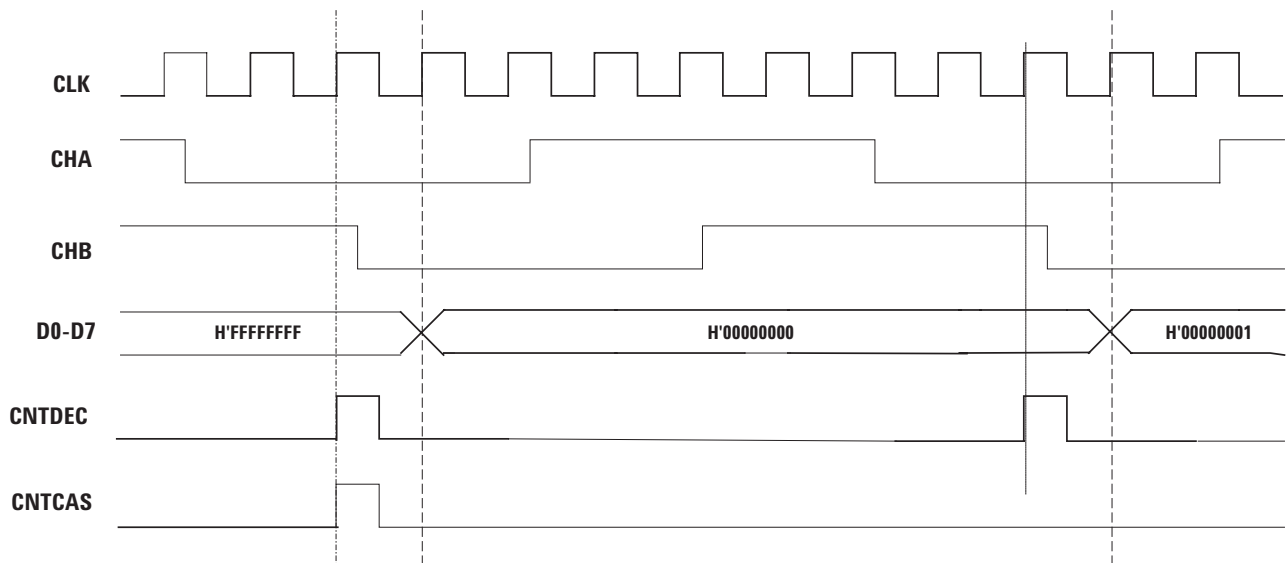 CLK
CHA
CHB
D0-D7 H'FFFFFFFF H'00000000 H'00000001
CNTDEC
CNTCAS